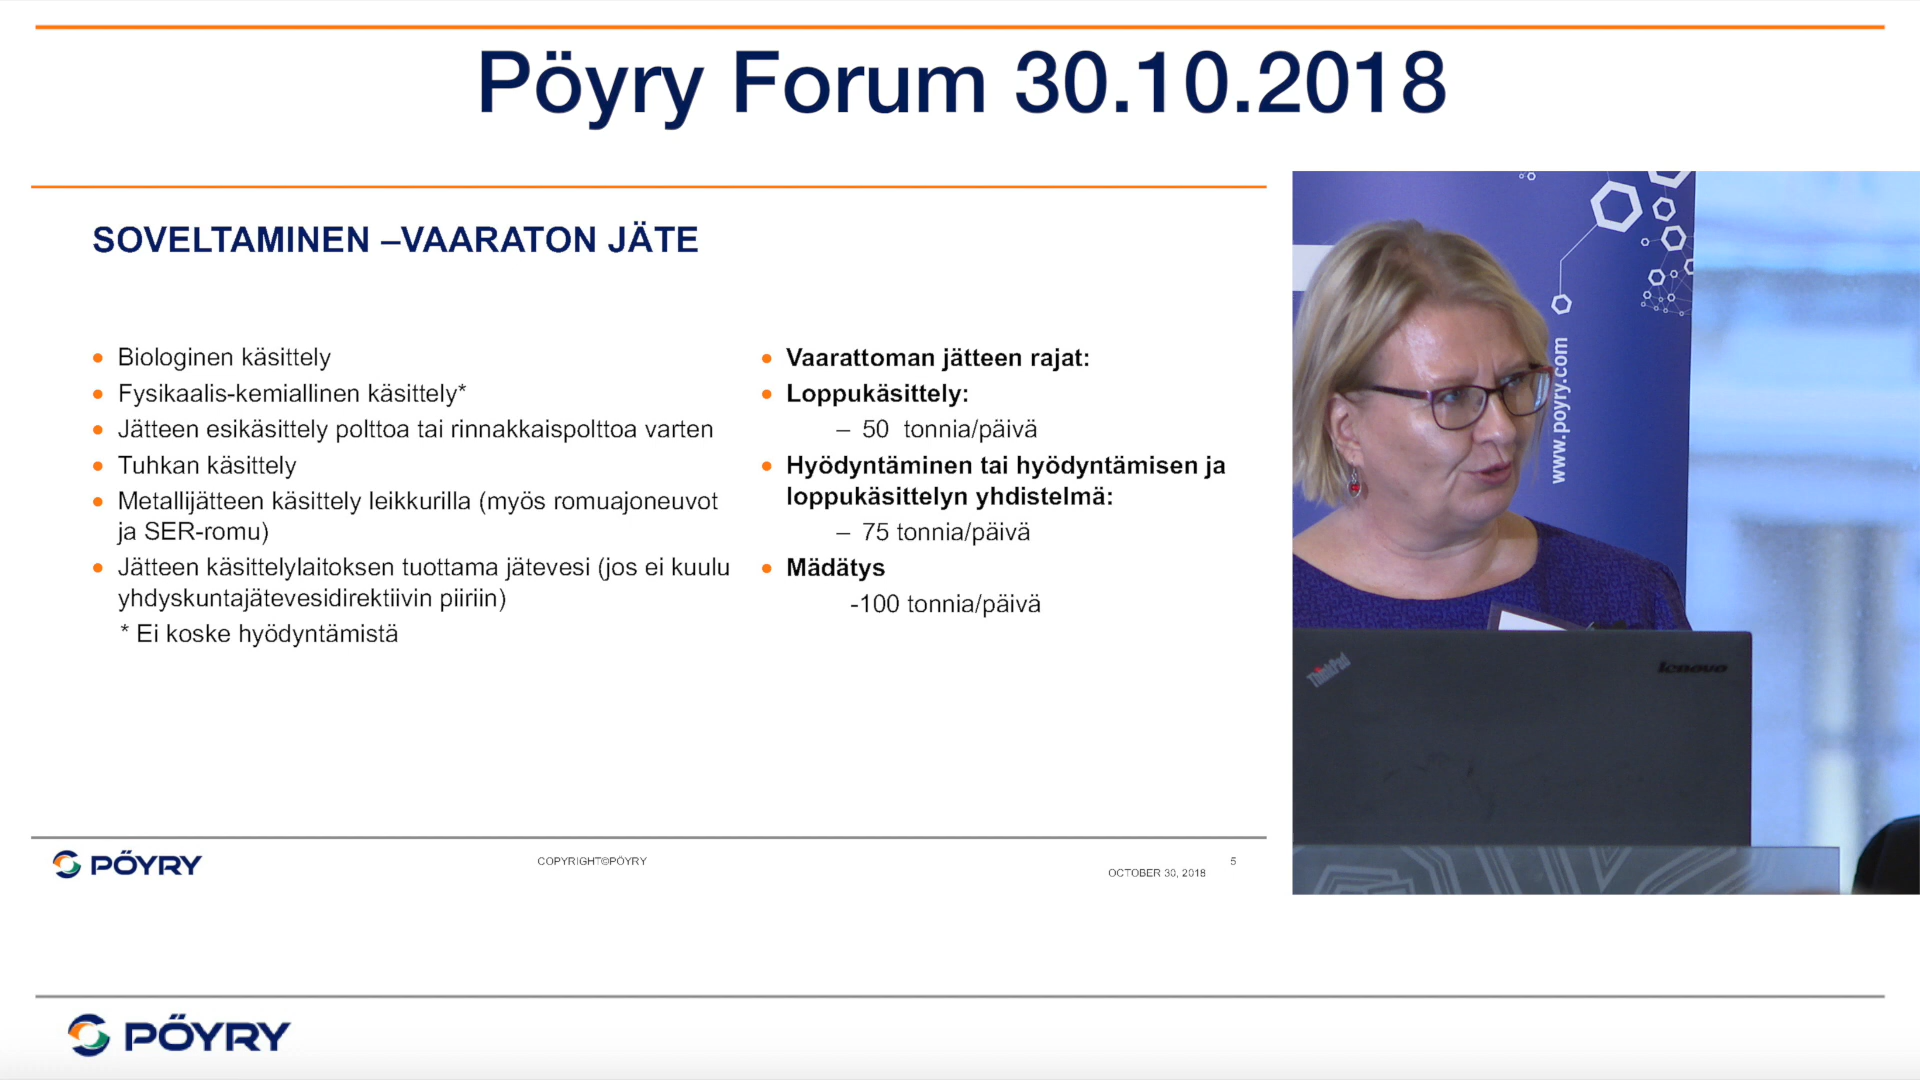 Pöyry Forum 30.10.2018
SOVELTAMINEN –VAARATON JÄTE
• Biologinen käsittely
• Fysikaalis-kemiallinen käsittely*
• Jätteen esikäsittely polttoa tai rinnakkaispolttoa varten
• Tuhkan käsittely
• Metallijätteen käsittely leikkurilla (myös romuajoneuvot
ja SER-romu)
• Jätteen käsittelylaitoksen tuottama jätevesi (jos ei kuulu
yhdyskuntajätevesidirektiivin piiriin)
* Ei koske hyödyntämistä
• Vaarattoman jätteen rajat:
• Loppukäsittely:
– 50 tonnia/päivä
• Hyödyntäminen tai hyödyntämisen ja
loppukäsittelyn yhdistelmä:
– 75 tonnia/päivä
• Mädätys
-100 tonnia/päivä
PÖYRY
COPYRIGHT©PÖYRY
OCTOBER 30, 2018
5
www.poyry.com
ThinkPad
lenovo
PÖYRY